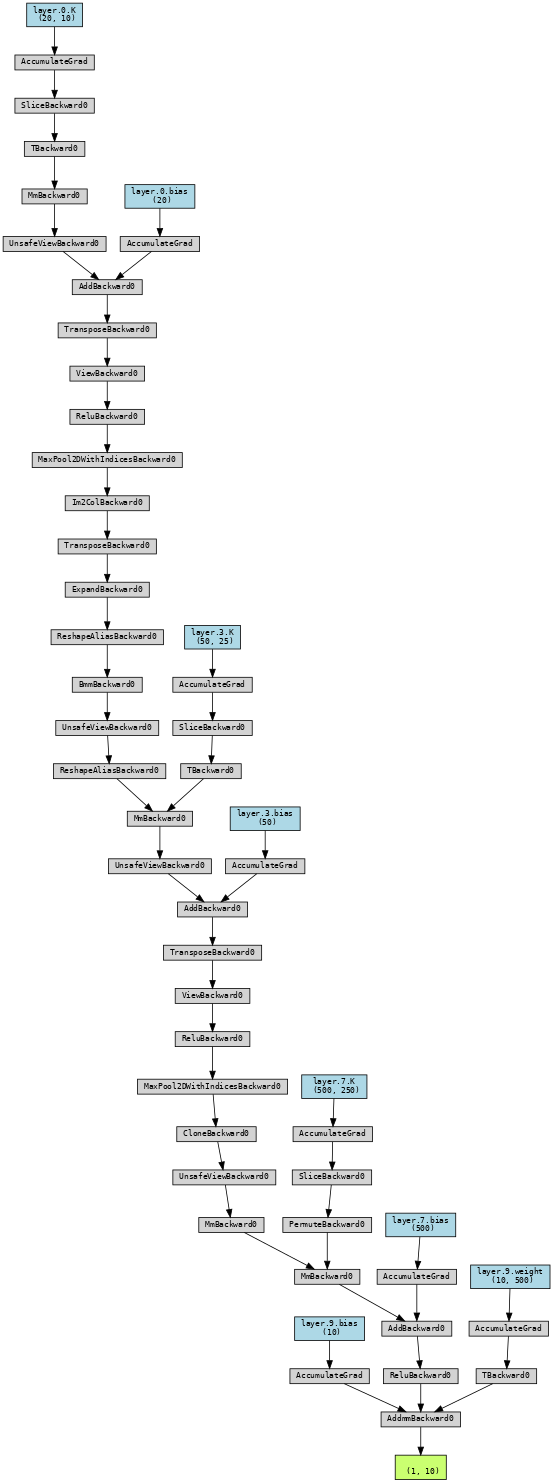 layer.0.K
(20, 10)
AccumulateGrad
SliceBackward0
TBackward0
MmBackward0
layer.0.bias
(20)
UnsafeViewBackward0
AccumulateGrad
AddBackward0
TransposeBackward0
ViewBackward0
ReluBackward0
MaxPool2DWithIndicesBackward0
Im2ColBackward0
TransposeBackward0
ExpandBackward0
ReshapeAliasBackward0
layer.3.K
(50, 25)
BmmBackward0
AccumulateGrad
UnsafeViewBackward0
SliceBackward0
ReshapeAliasBackward0
TBackward0
MmBackward0
layer.3.bias
(50)
UnsafeViewBackward0
AccumulateGrad
AddBackward0
TransposeBackward0
ViewBackward0
ReluBackward0
MaxPool2DWithIndicesBackward0
layer.7.K
(500, 250)
CloneBackward0
AccumulateGrad
UnsafeViewBackward0
SliceBackward0
MmBackward0
PermuteBackward0
layer.7.bias
(500)
MmBackward0
AccumulateGrad
layer.9.weight
(10, 500)
layer.9.bias
(10)
AddBackward0
AccumulateGrad
AccumulateGrad
ReluBackward0
TBackward0
AddmmBackward0
(1, 10)